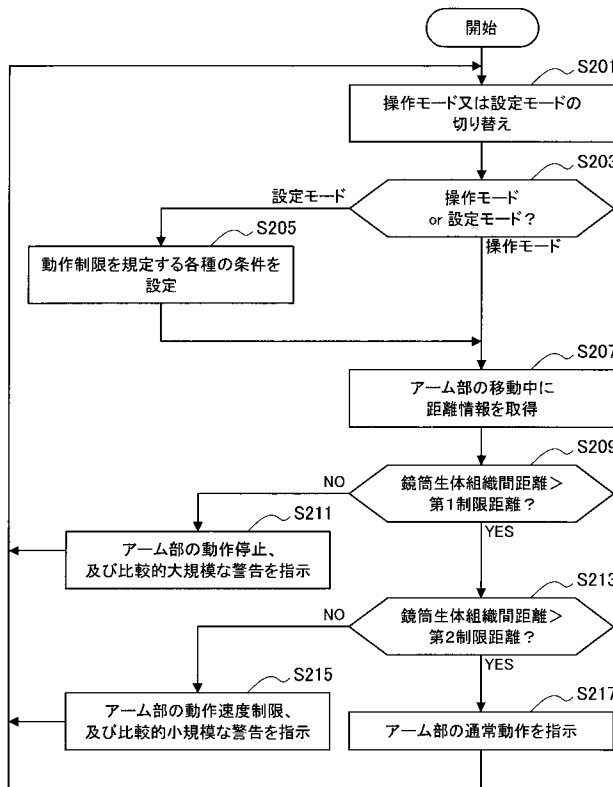 開始
S201
操作モード又は設定モードの
切り替え
S203
操作モード
or 設定モード?
設定モード
操作モード
S205
動作制限を規定する各種の条件を
設定
S207
アーム部の移動中に
距離情報を取得
S209
鏡筒生体組織間距離>
第1制限距離?
NO
YES
S211
アーム部の動作停止、
及び比較的大規模な警告を指示
S213
鏡筒生体組織間距離>
第2制限距離?
NO
YES
S215
アーム部の動作速度制限、
及び比較的小規模な警告を指示
S217
アーム部の通常動作を指示